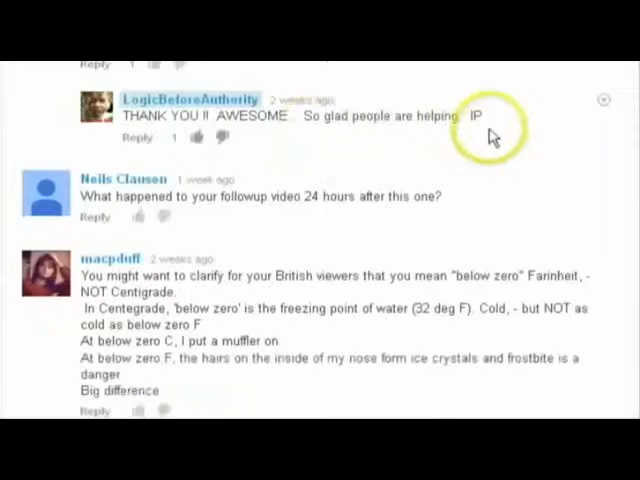 Reply 1
LogicBeforeAuthority 2 weeks ago
THANK YOU !! AWESOME So glad people are helping IP
Reply 1
Neils Clausen 1 week ago
What happened to your followup video 24 hours after this one?
Reply
macpduff 2 weeks ago
You might want to clarify for your British viewers that you mean "below zero" Farinheit, -
NOT Centigrade.
In Centegrade, 'below zero' is the freezing point of water (32 deg F). Cold, - but NOT as
cold as below zero F
At below zero C, I put a muffler on
At below zero F, the hairs on the inside of my nose form ice crystals and frostbite is a
danger
Big difference
Reply